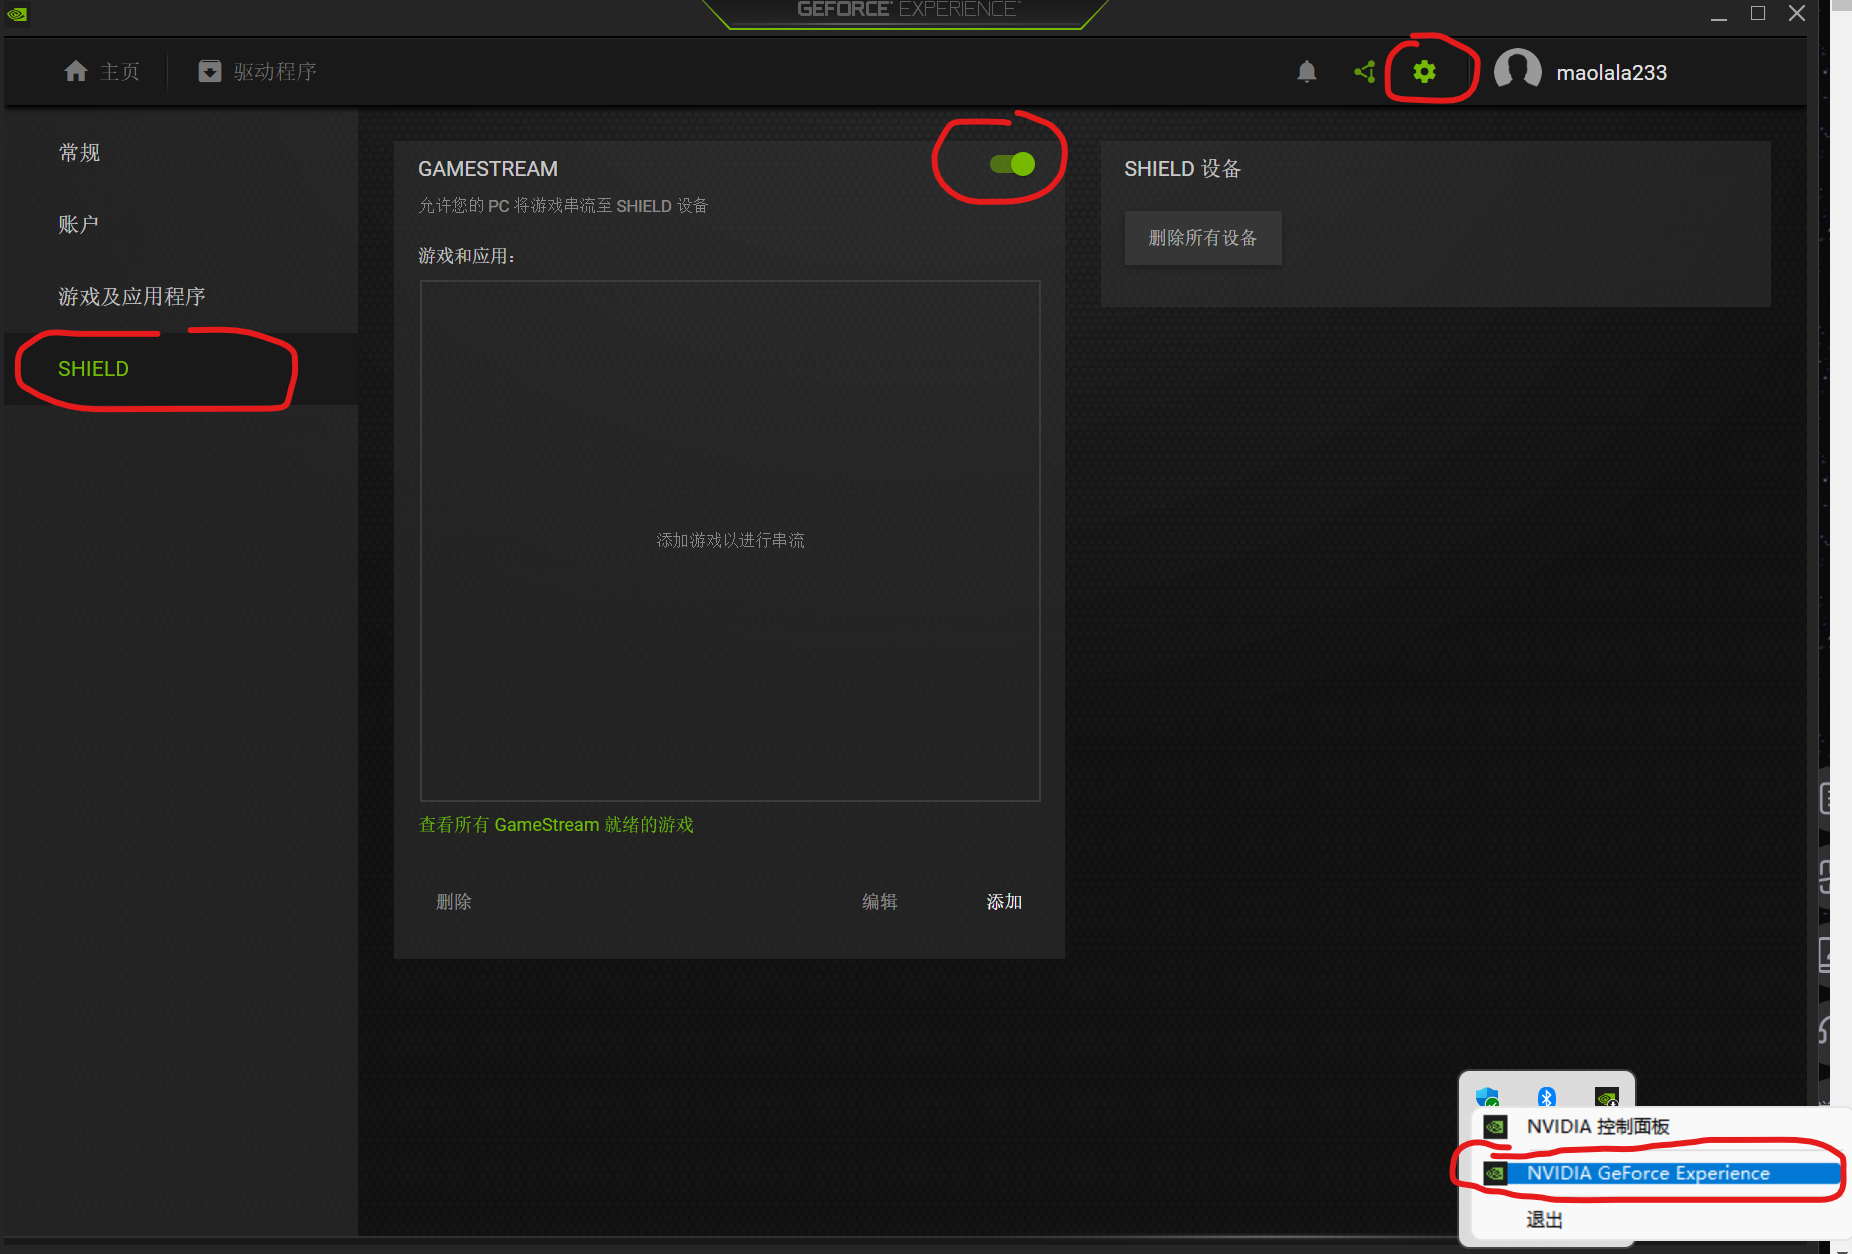 GEFORCE EXPERIENCE
主页
驱动程序
maolala233
常规
账户
游戏及应用程序
SHIELD
GAMESTREAM
允许您的 PC 将游戏串流至 SHIELD 设备
游戏和应用：
添加游戏以进行串流
查看所有 GameStream 就绪的游戏
删除
编辑
添加
SHIELD 设备
删除所有设备
NVIDIA 控制面板
NVIDIA GeForce Experience
退出